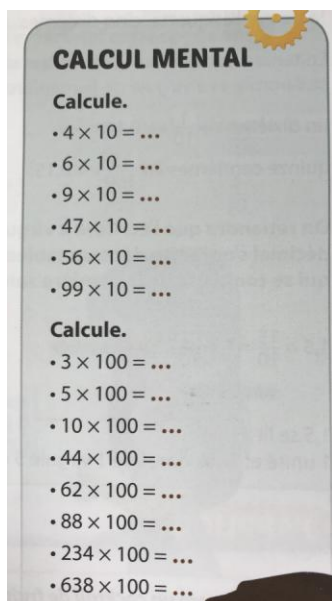 CALCUL MENTAL
Calcule.
• 4 × 10 = ...
• 6 × 10 = ...
• 9 × 10 = ...
• 47 × 10 = ...
• 56 × 10 = ...
• 99 × 10 = ...
Calcule.
• 3 × 100 = ...
• 5 × 100 = ...
• 10 × 100 = ...
• 44 × 100 = ...
• 62 × 100 = ...
• 88 × 100 = ...
• 234 × 100 = ...
• 638 × 100 = ...